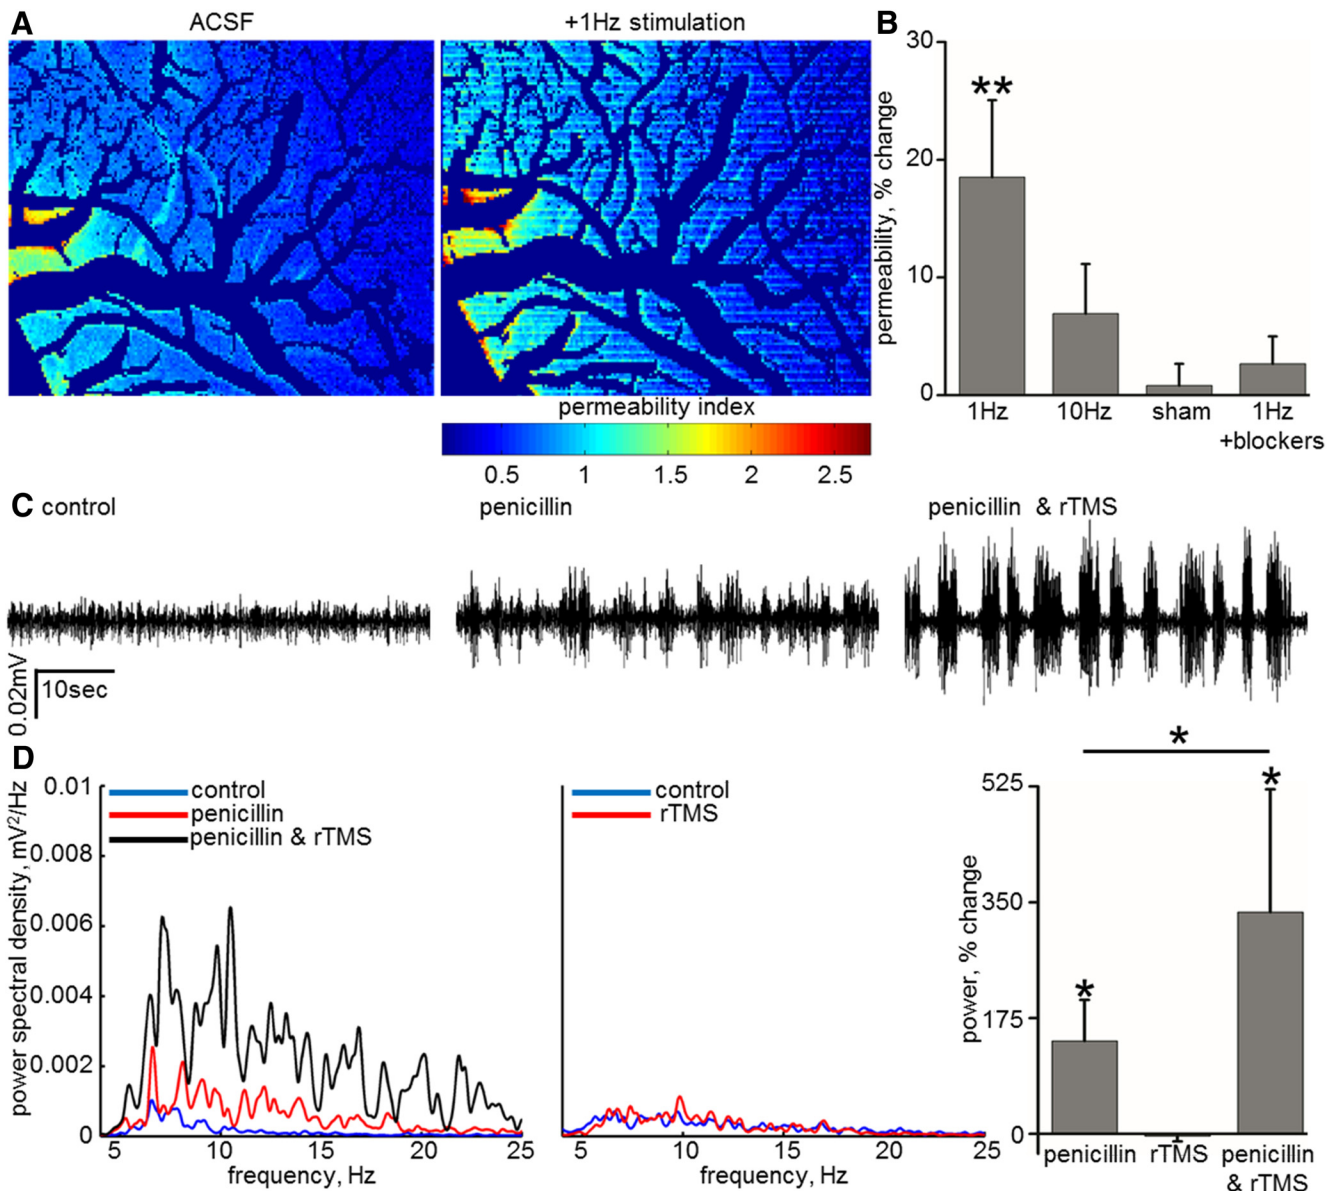 A
ACSF
+1Hz stimulation
permeability index
0.5 1 1.5 2 2.5
B
permeability, % change
30
20
10
0
**
1Hz 10Hz sham 1Hz
+blockers
C control
penicillin
penicillin & rTMS
0.02mV
10sec
D
power spectral density, mV²/Hz
0.01
0.008
0.006
0.004
0.002
0
control
penicillin
penicillin & rTMS
5 10 15 20 25
frequency, Hz
control
rTMS
5 10 15 20 25
frequency, Hz
power, % change
525
350
175
0
*
*
*
penicillin rTMS penicillin
& rTMS